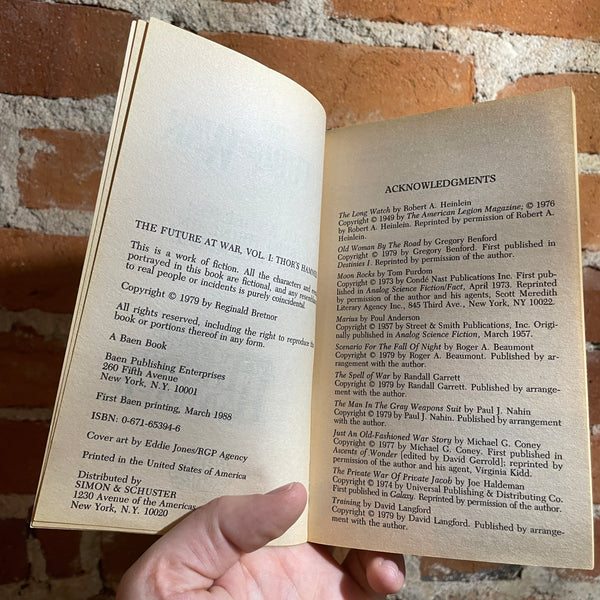 THE FUTURE AT WAR, VOL. I: THOR'S HAMMER
This is a work of fiction. All the characters and
portrayed in this book are fictional, and any
to real people or incidents is purely coincidental.
Copyright © 1979 by Reginald Bretnor
All rights reserved, including the right to reproduce
book or portions thereof in any form.
A Baen Book
Baen Publishing Enterprises
260 Fifth Avenue
New York, N.Y. 10001
First Baen printing, March 1988
ISBN: 0-671-65394-6
Cover art by Eddie Jones/RGP Agency
Printed in the United States of America
Distributed by
SIMON & SCHUSTER
1230 Avenue of the Americas
New York, N.Y. 10020
ACKNOWLEDGMENTS
The Long Watch by Robert A. Heinlein
Copyright © 1949 by The American Legion Magazine; © 1976
by Robert A. Heinlein. Reprinted by permission of Robert A.
Heinlein.
Old Woman By The Road by Gregory Benford
Copyright © 1979 by Gregory Benford. First published in
Destinies 1. Reprinted by permission of the author.
Moon Rocks by Tom Purdom
Copyright © 1973 by Condé Nast Publications Inc. First pub-
lished in Analog Science Fiction/Fact, April 1973. Reprinted
by permission of the author and his agents, Scott Meredith
Literary Agency Inc., 845 Third Ave., New York, NY 10022.
Marius by Poul Anderson
Copyright © 1957 by Street & Smith Publications, Inc. Origi-
nally published in Analog Science Fiction, March 1957.
Scenario For The Fall Of Night by Roger A. Beaumont
Copyright © 1979 by Roger A. Beaumont. Published by ar-
rangement with the author.
The Spell of War by Randall Garrett
Copyright © 1979 by Randall Garrett. Published by arrange-
ment with the author.
The Man In The Gray Weapons Suit by Paul J. Nahin
Copyright © 1979 by Paul J. Nahin. Published by arrangement
with the author.
Just An Old-Fashioned War Story by Michael G. Coney
Copyright © 1977 by Michael G. Coney. First published in
Ascents of Wonder [edited by David Gerrold]; reprinted by
permission of the author and his agent, Virginia Kidd.
The Private War Of Private Jacob by Joe Haldeman
Copyright © 1974 by Universal Publishing & Distributing Co.
First published in Galaxy. Reprinted by permission of the author.
Training by David Langford
Copyright © 1979 by David Langford. Published by arrange-
ment with the author.